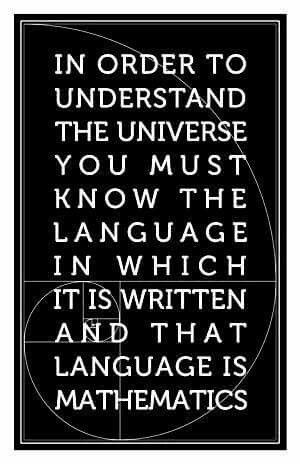 IN ORDER TO
UNDERSTAND
THE UNIVERSE
YOU MUST
KNOW THE
LANGUAGE
IN WHICH
IT IS WRITTEN
AND THAT
LANGUAGE IS
MATHEMATICS